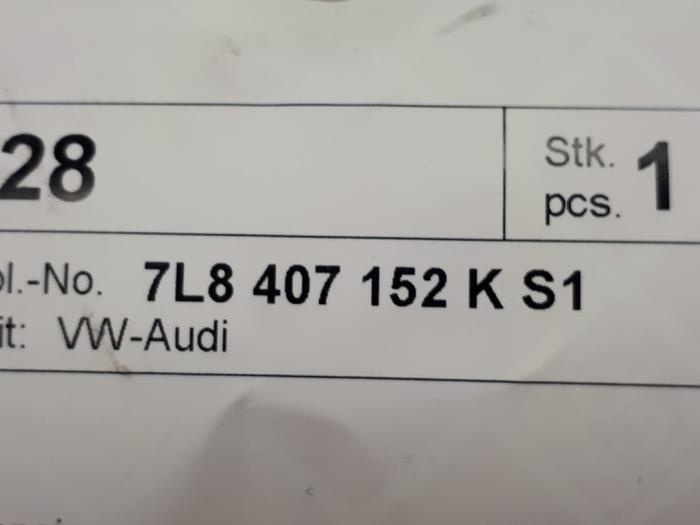 28
Stk.
pcs. 1
l.-No. 7L8 407 152 K S1
it: VW-Audi